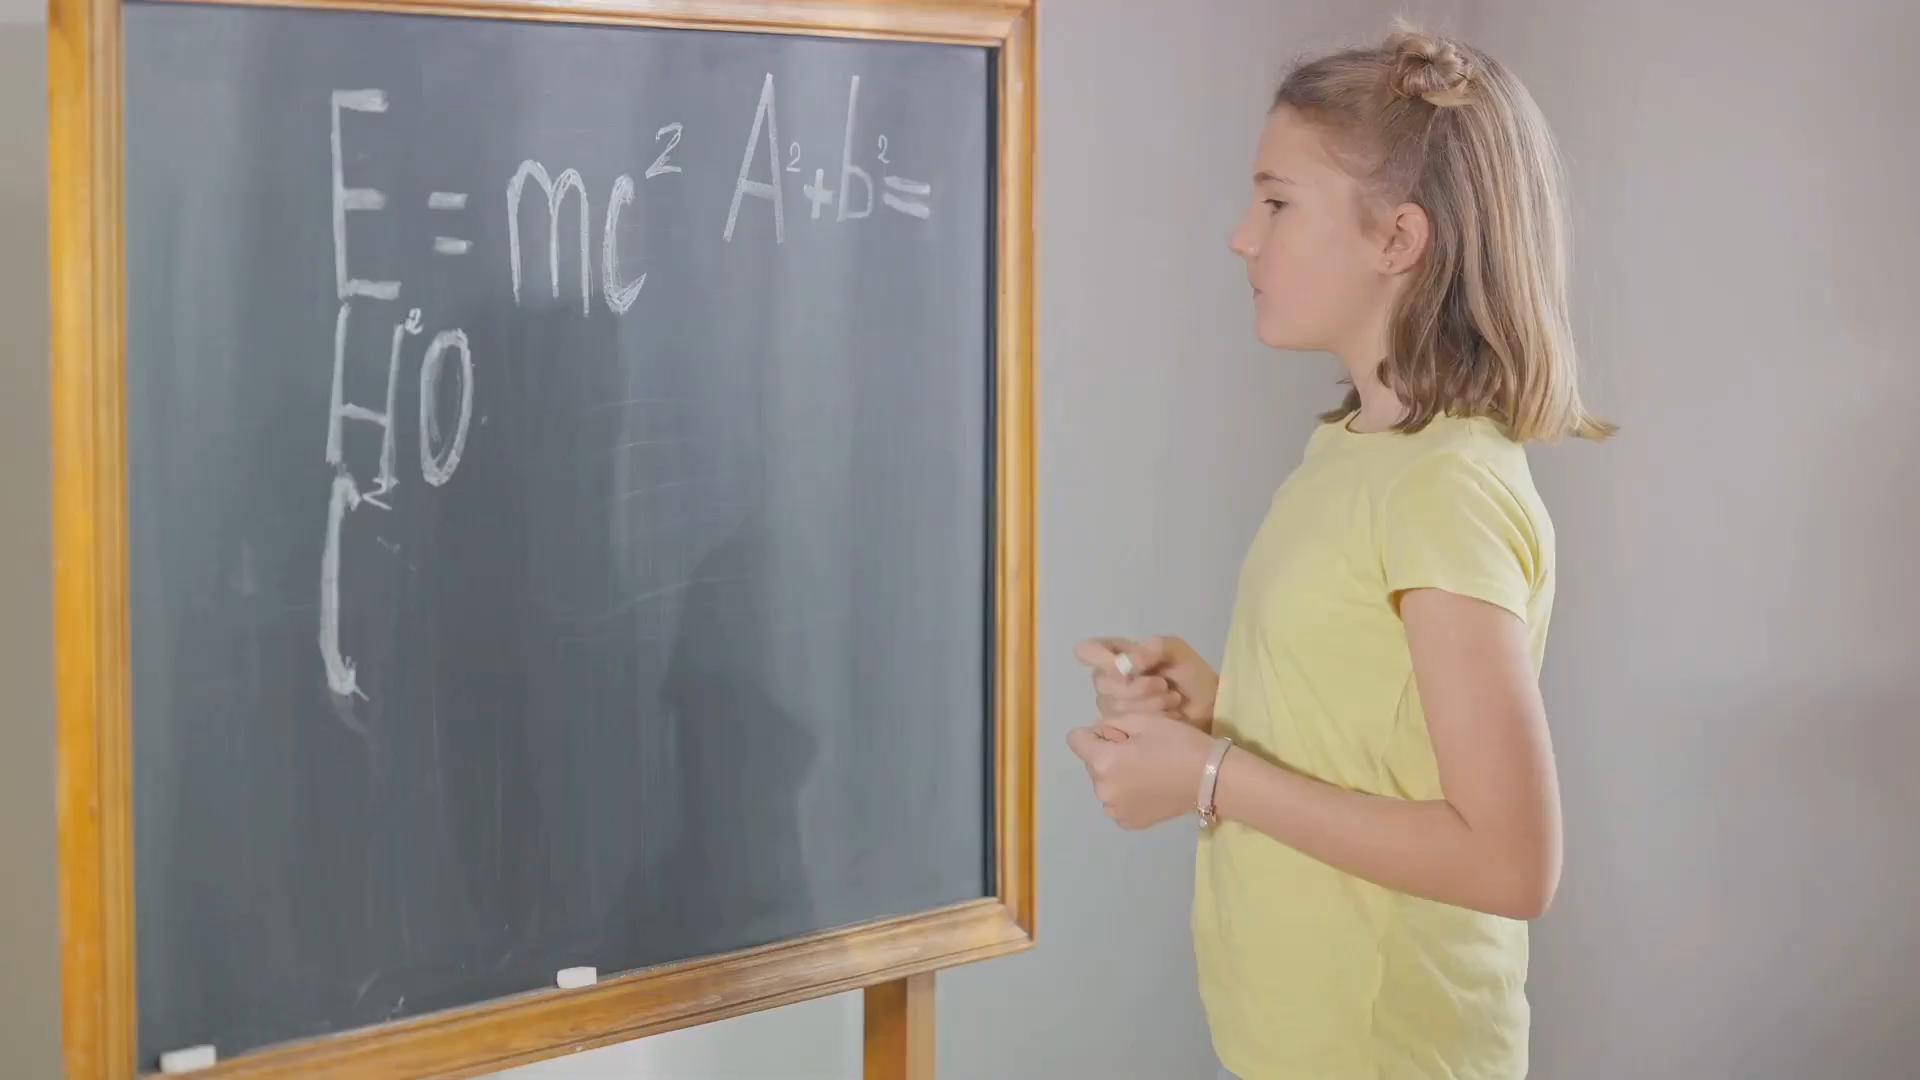 E = mc² A²+b²=
H²O
C²